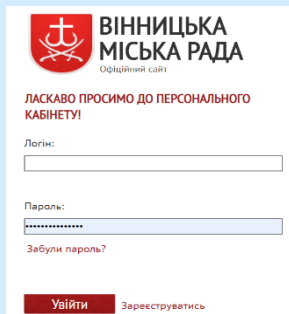 ВІННИЦЬКА
МІСЬКА РАДА
Офіційний сайт
ЛАСКАВО ПРОСИМО ДО ПЕРСОНАЛЬНОГО
КАБІНЕТУ!
Логін:
Пароль:
•••••••••••••••
Забули пароль?
Увійти Зареєструватись